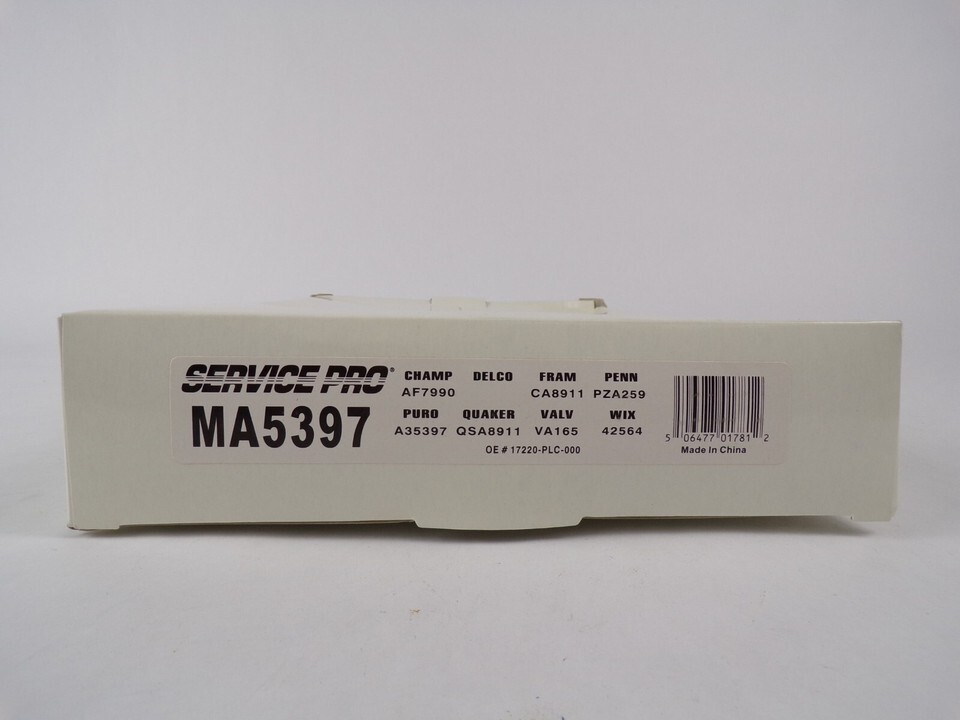 SERVICE PRO®
MA5397
CHAMP DELCO FRAM PENN
AF7990 CA8911 PZA259
PURO QUAKER VALV WIX
A35397 QSA8911 VA165 42564
OE # 17220-PLC-000
5 06477 01781 2
Made In China